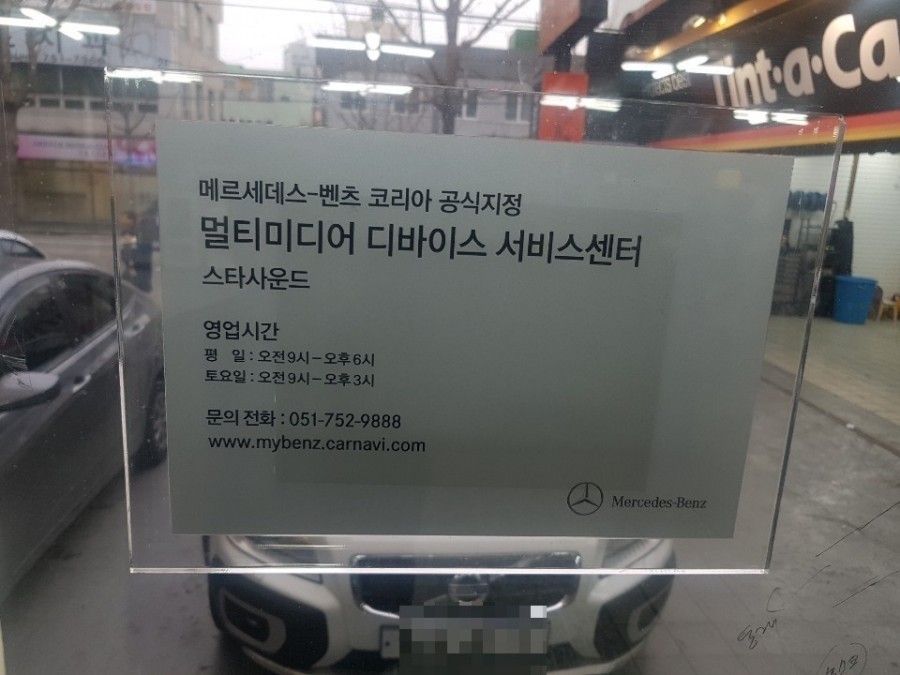 Tint·a·Ca
메르세데스-벤츠 코리아 공식지정
멀티미디어 디바이스 서비스센터
스타사운드
영업시간
평 일 : 오전 9시 – 오후 6시
토요일 : 오전 9시 – 오후 3시
문의 전화 : 051-752-9888
www.mybenz.carnavi.com
Mercedes-Benz